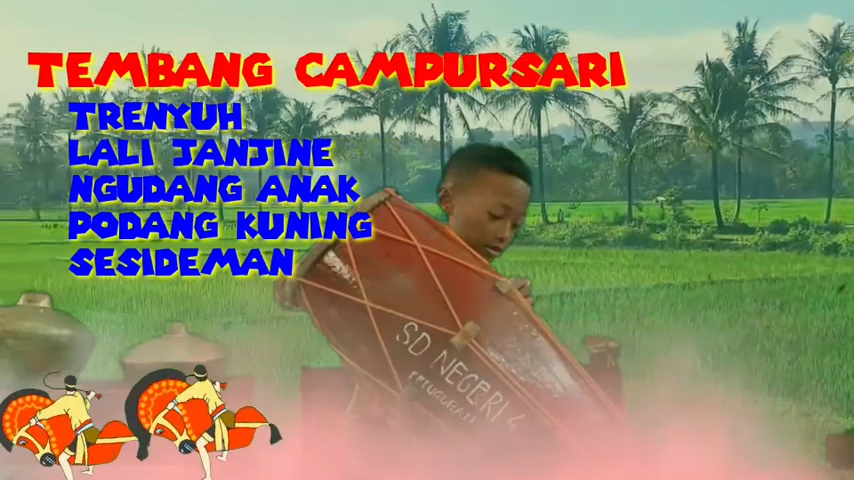 TEMBANG CAMPURSARI
TRENYUH
LALI JANJINE
NGUDANG ANAK
PODANG KUNING
SESIDEMAN
SD NEGERI 4